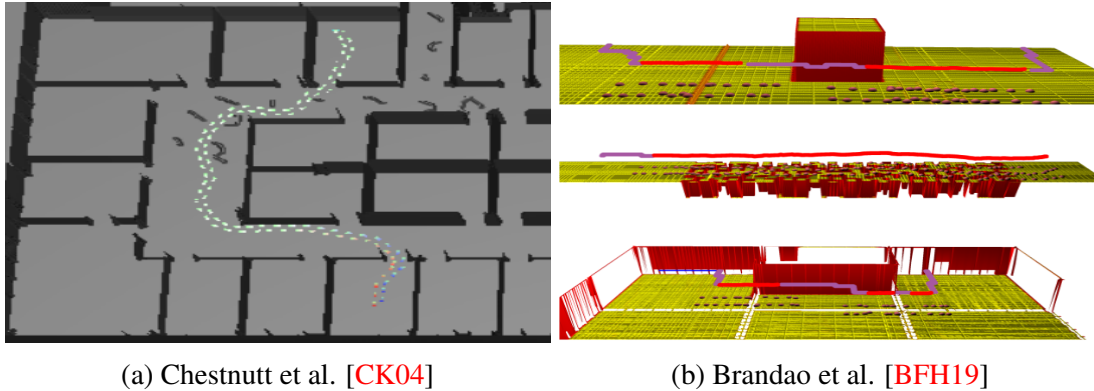 (a) Chestnutt et al. [CK04]
(b) Brandao et al. [BFH19]